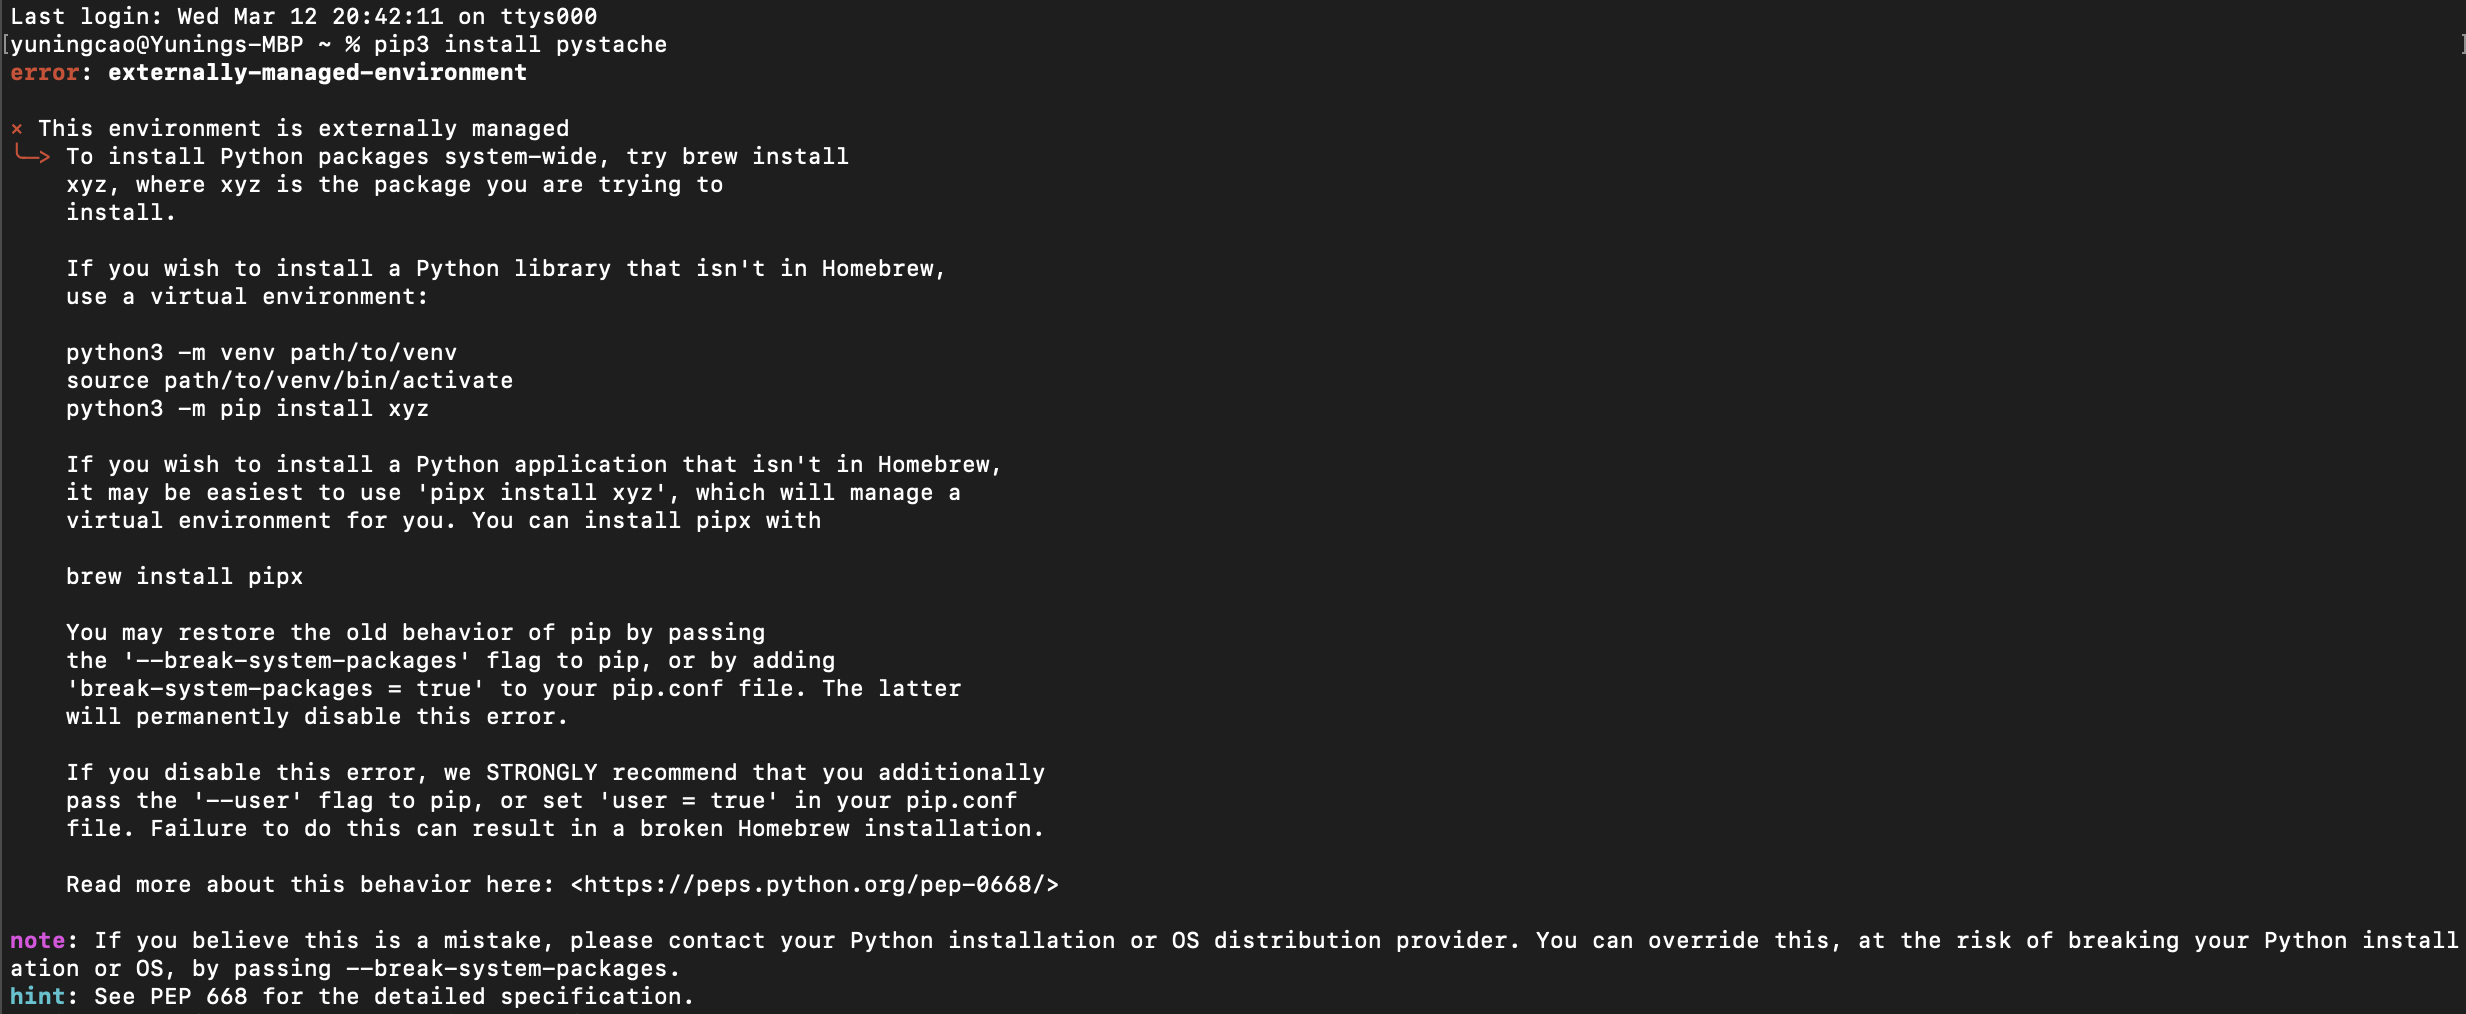 Last login: Wed Mar 12 20:42:11 on ttys000
[yuningcao@Yunings-MBP ~ % pip3 install pystache ]
error: externally-managed-environment
× This environment is externally managed
╰─> To install Python packages system-wide, try brew install
xyz, where xyz is the package you are trying to
install.
If you wish to install a Python library that isn't in Homebrew,
use a virtual environment:
python3 -m venv path/to/venv
source path/to/venv/bin/activate
python3 -m pip install xyz
If you wish to install a Python application that isn't in Homebrew,
it may be easiest to use 'pipx install xyz', which will manage a
virtual environment for you. You can install pipx with
brew install pipx
You may restore the old behavior of pip by passing
the '--break-system-packages' flag to pip, or by adding
'break-system-packages = true' to your pip.conf file. The latter
will permanently disable this error.
If you disable this error, we STRONGLY recommend that you additionally
pass the '--user' flag to pip, or set 'user = true' in your pip.conf
file. Failure to do this can result in a broken Homebrew installation.
Read more about this behavior here: <https://peps.python.org/pep-0668/>
note: If you believe this is a mistake, please contact your Python installation or OS distribution provider. You can override this, at the risk of breaking your Python install
ation or OS, by passing --break-system-packages.
hint: See PEP 668 for the detailed specification.